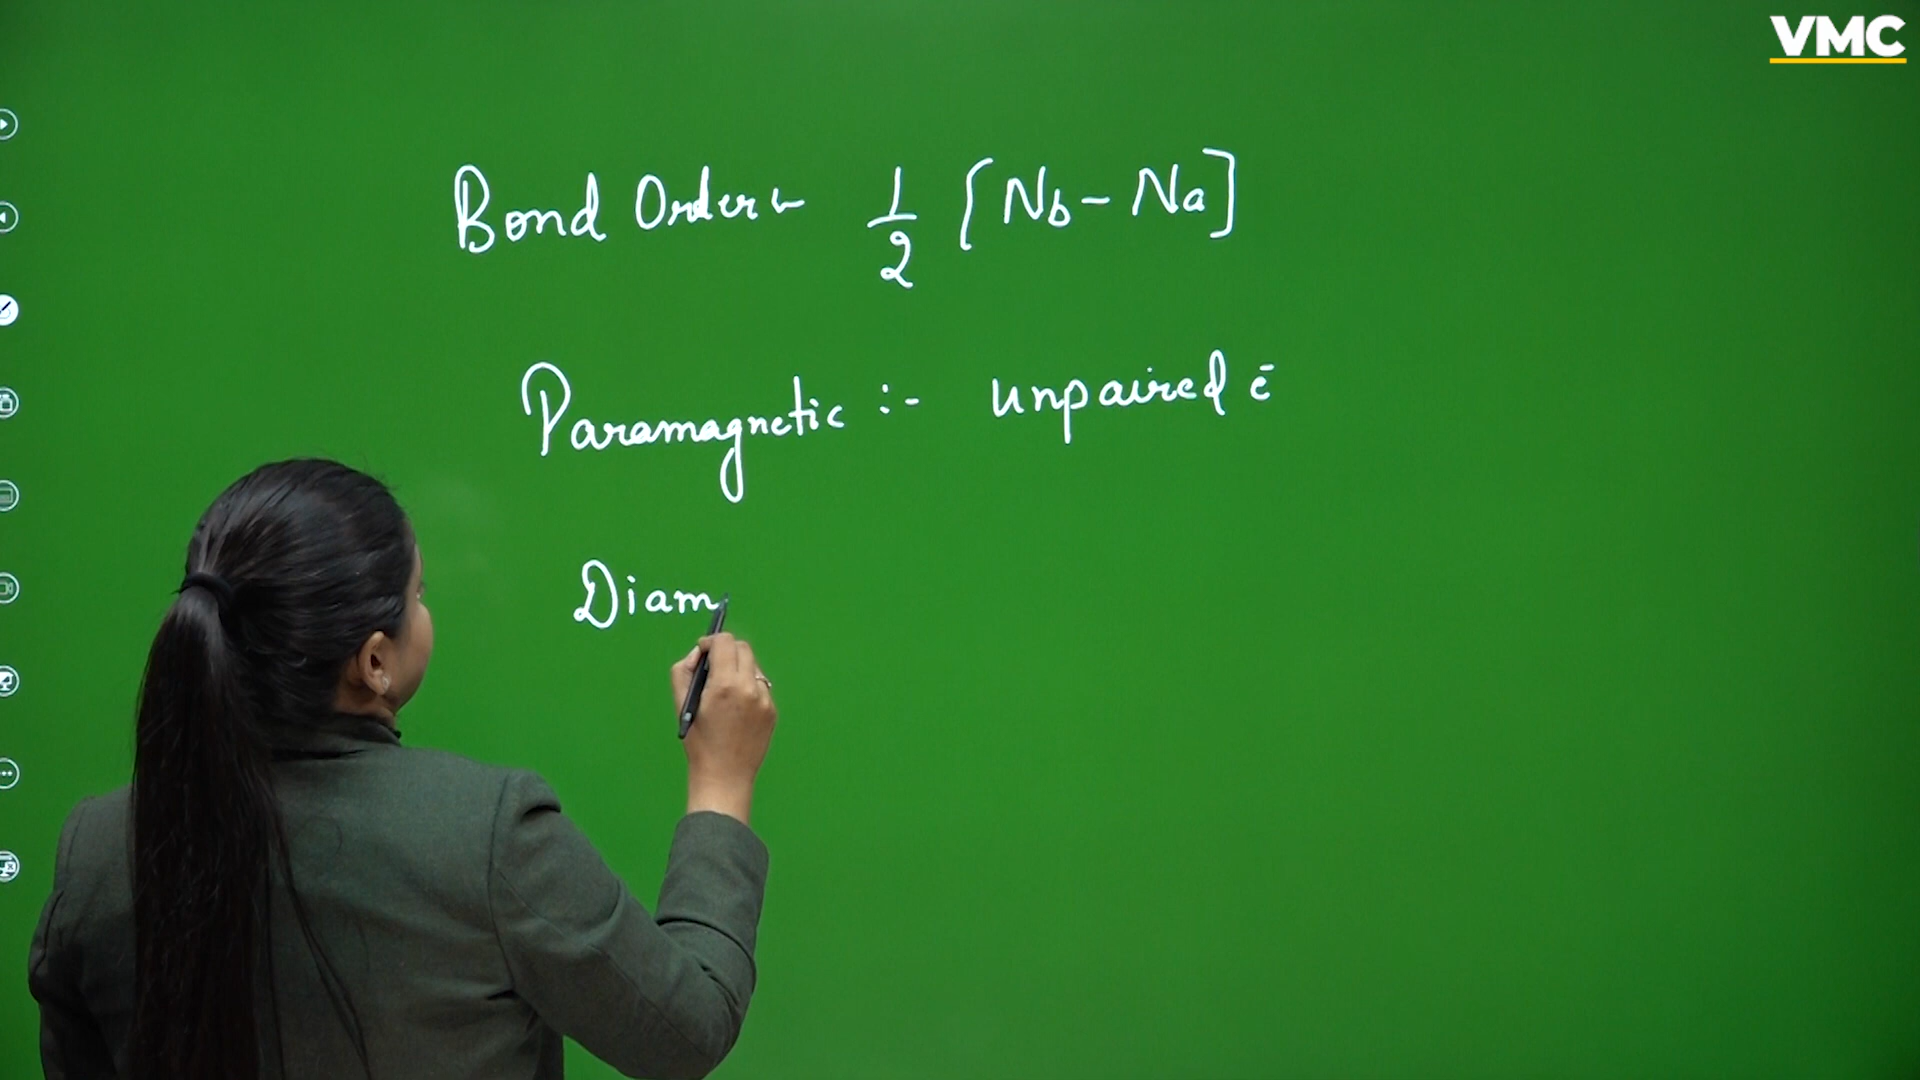 VMC
Bond Order :- 1/2 [Nb - Na]
Paramagnetic :- unpaired ē
Diam